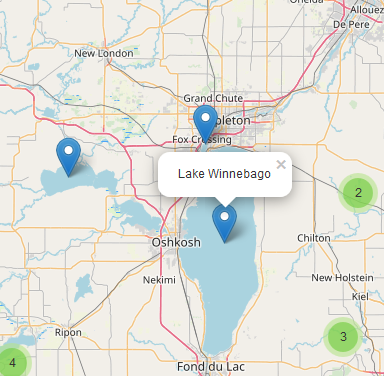 Oneida
Allouez
De Pere
New London
Grand Chute
pleton
Fox Crossing
×
Lake Winnebago
2
Oshkosh
Chilton
Nekimi
New Holstein
Kiel
Ripon
3
4
Fond du Lac